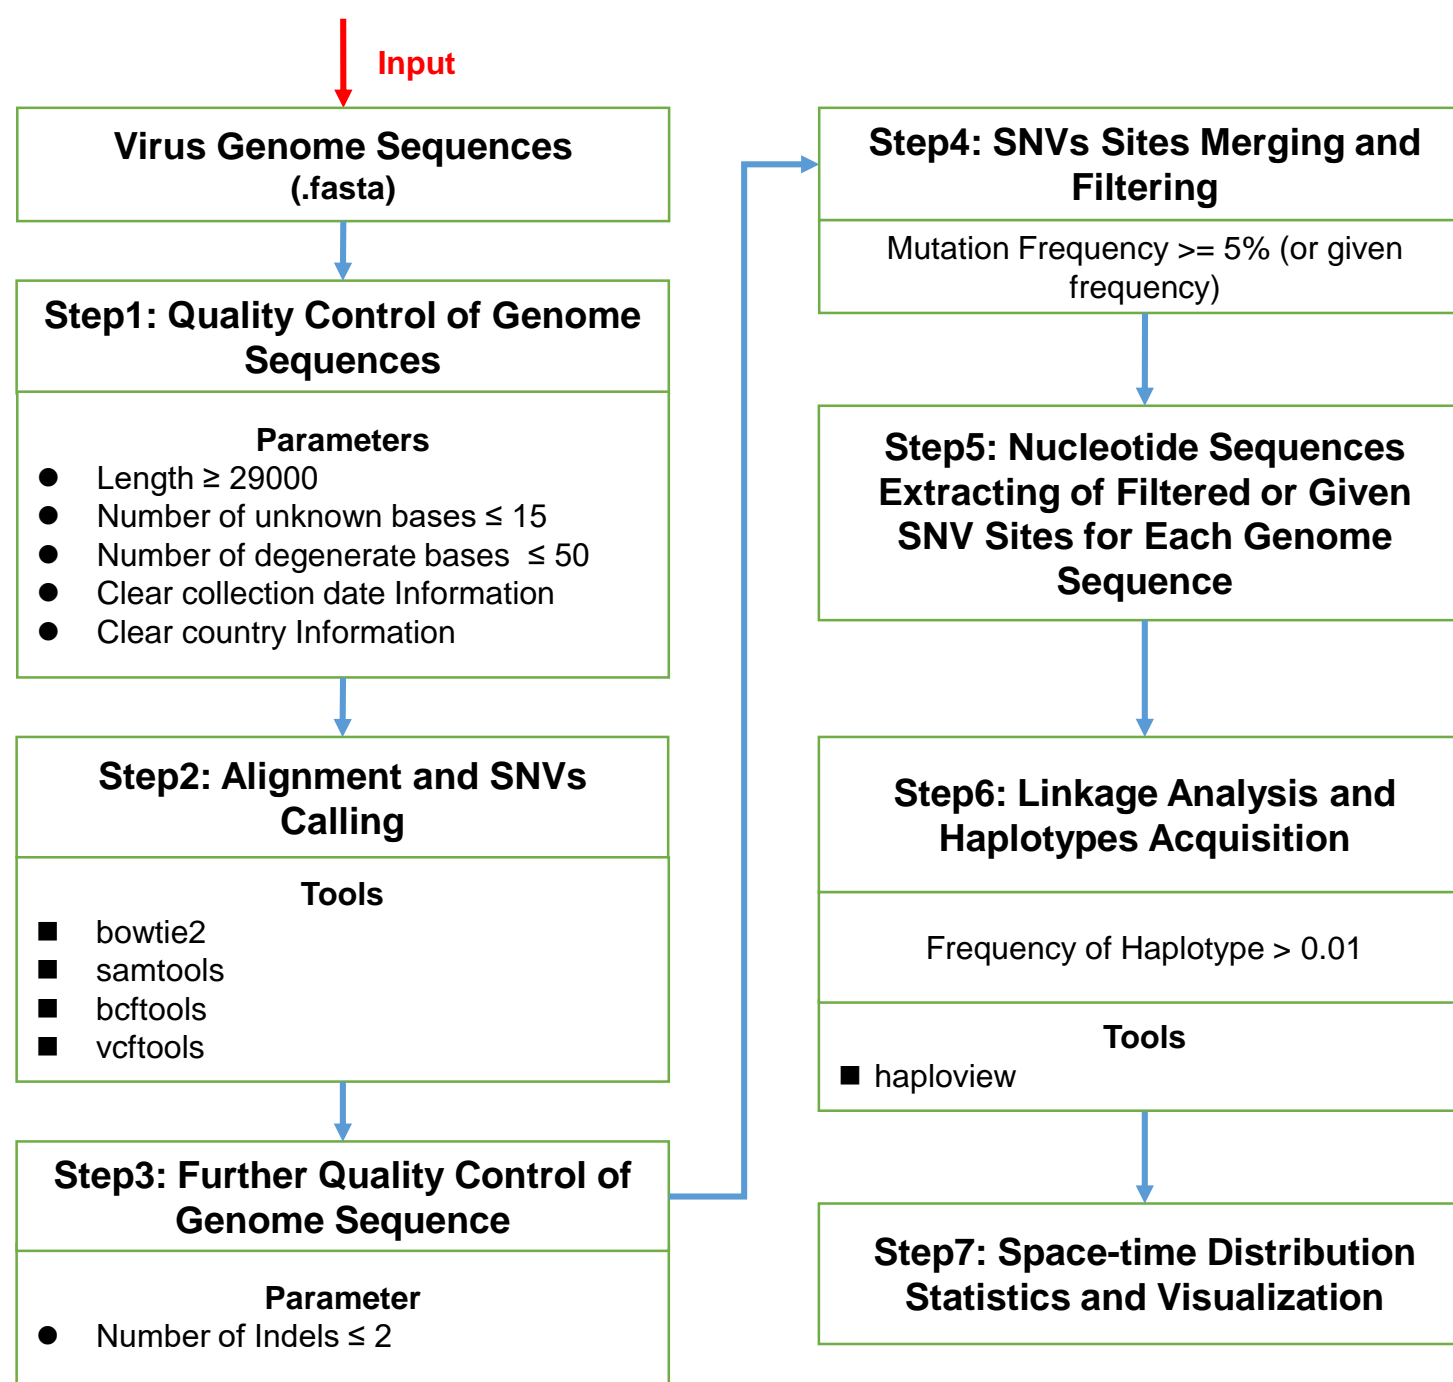 Input
Virus Genome Sequences
(.fasta)
Step1: Quality Control of Genome
Sequences
Parameters
● Length ≥ 29000
● Number of unknown bases ≤ 15
● Number of degenerate bases ≤ 50
● Clear collection date Information
● Clear country Information
Step2: Alignment and SNVs
Calling
Tools
■ bowtie2
■ samtools
■ bcftools
■ vcftools
Step3: Further Quality Control of
Genome Sequence
Parameter
● Number of Indels ≤ 2
Step4: SNVs Sites Merging and
Filtering
Mutation Frequency >= 5% (or given
frequency)
Step5: Nucleotide Sequences
Extracting of Filtered or Given
SNV Sites for Each Genome
Sequence
Step6: Linkage Analysis and
Haplotypes Acquisition
Frequency of Haplotype > 0.01
Tools
■ haploview
Step7: Space-time Distribution
Statistics and Visualization